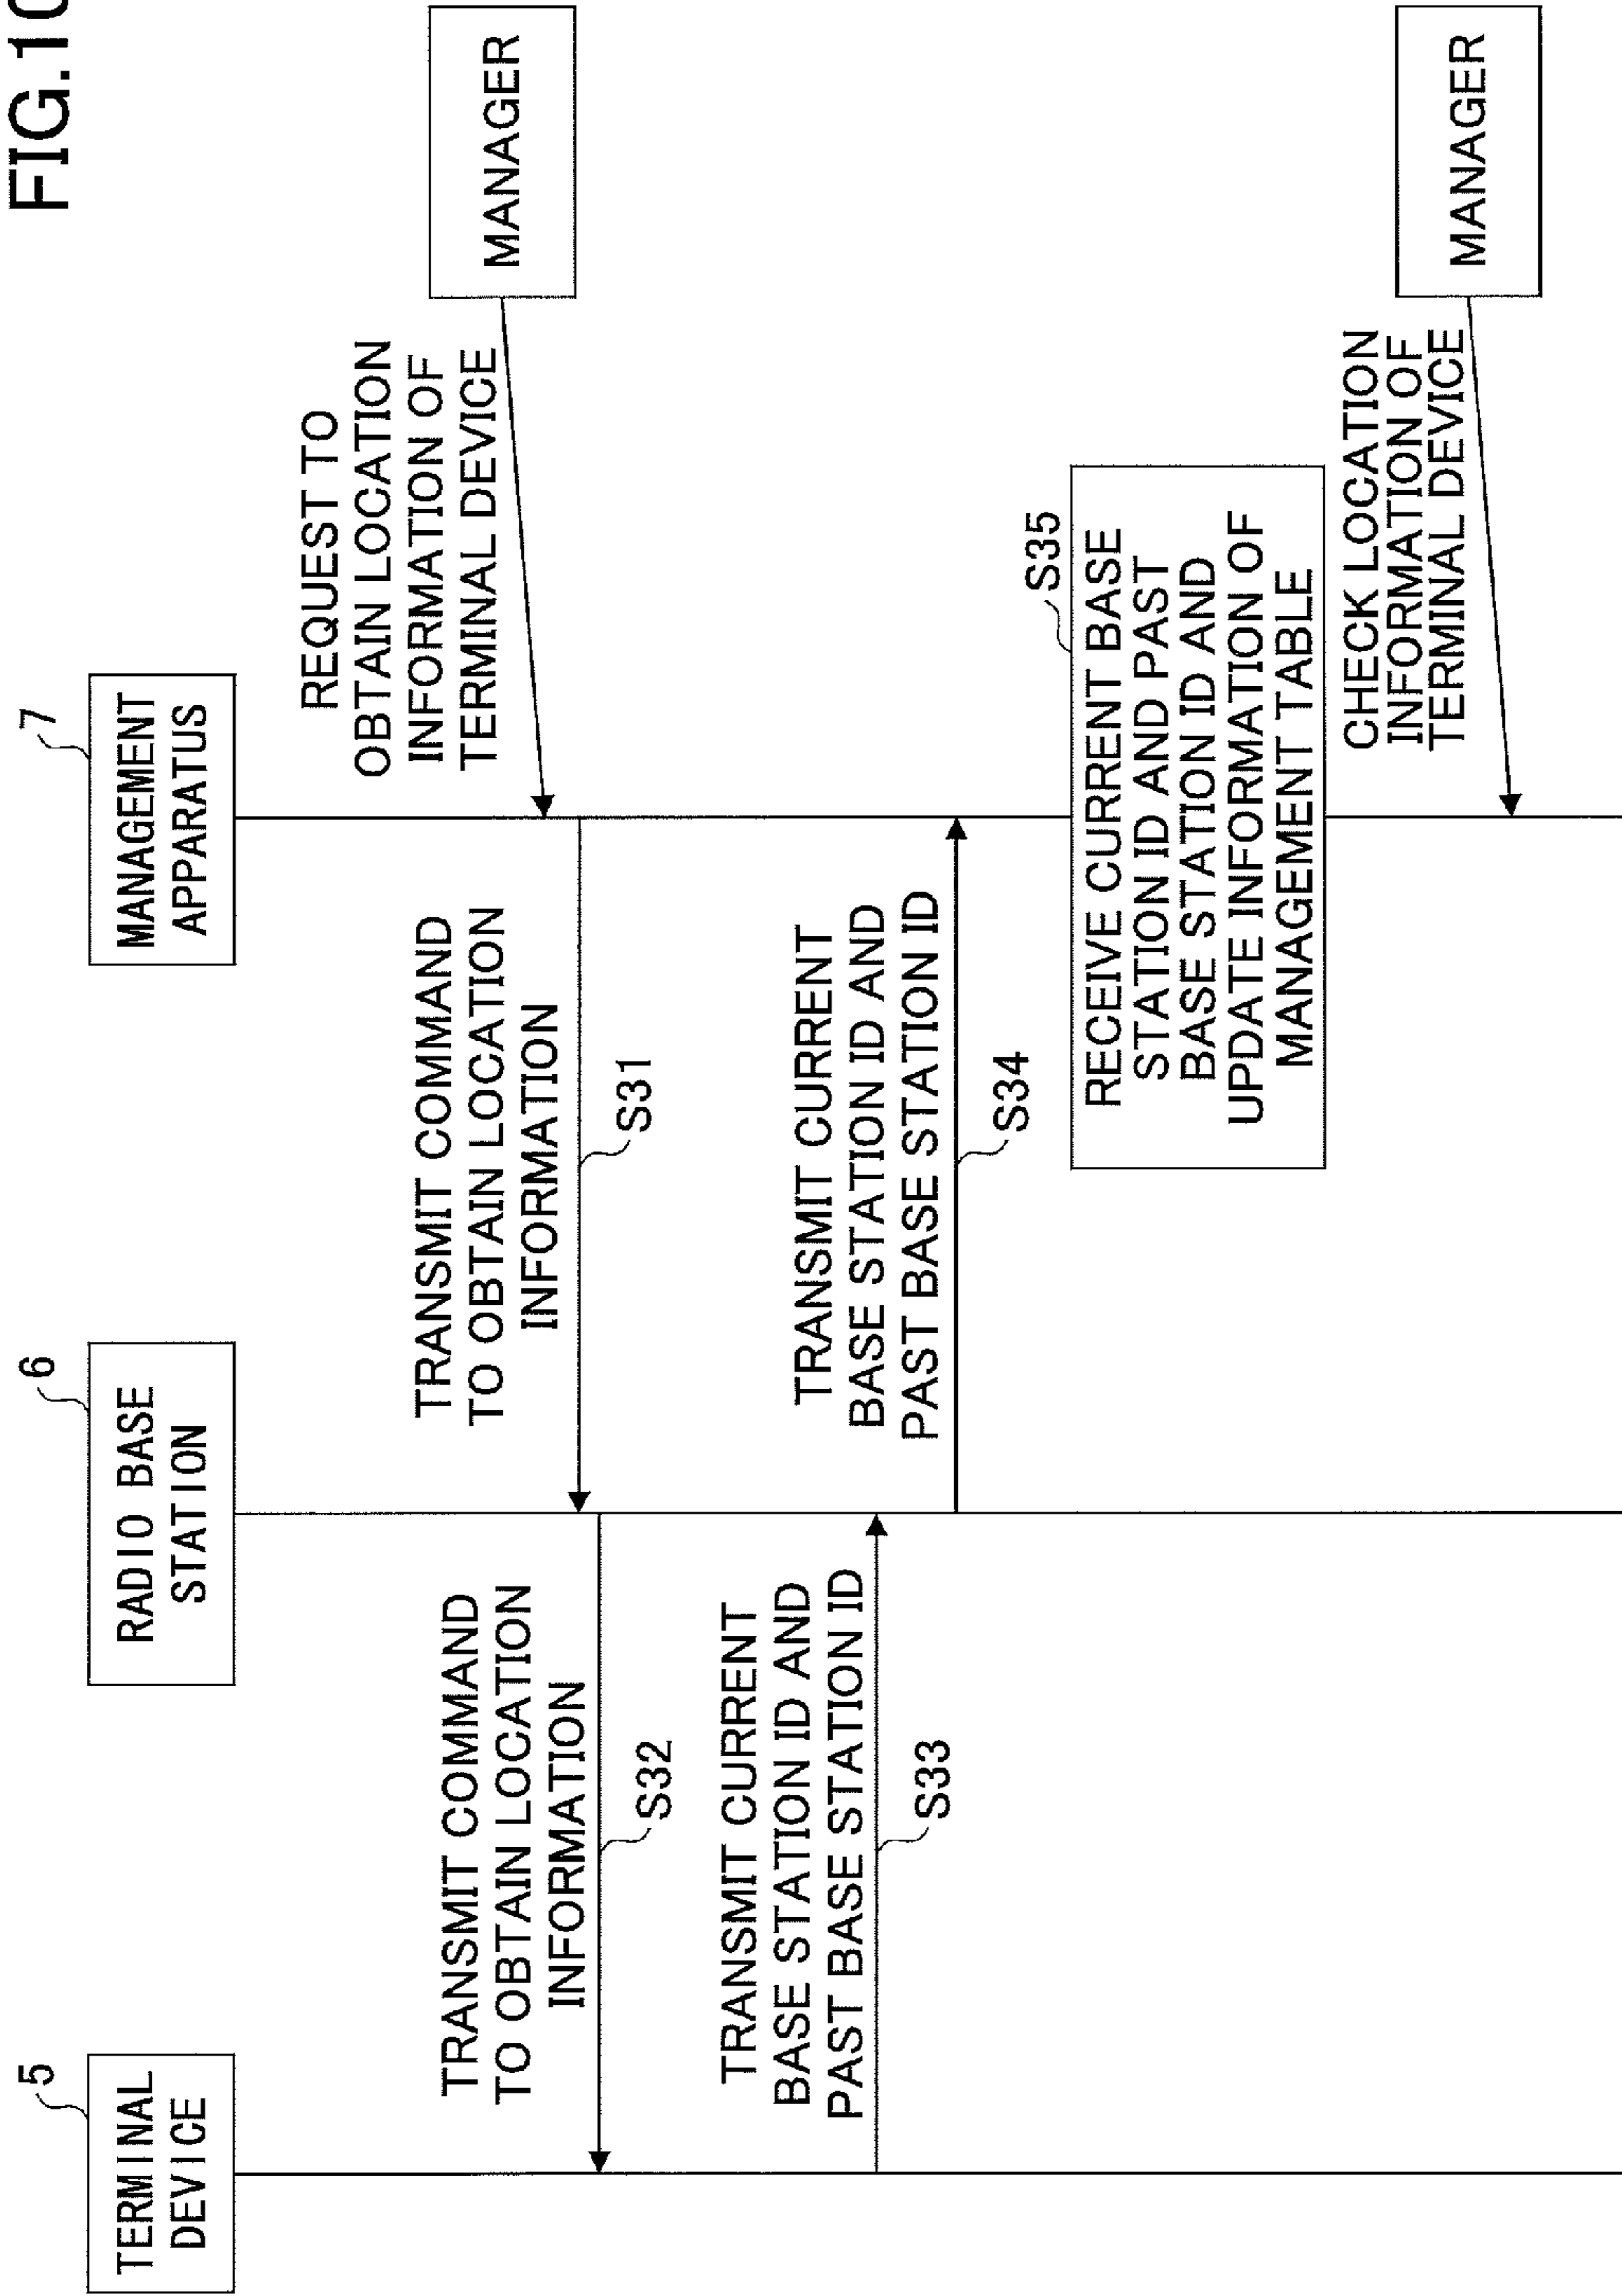 FIG.10
5
TERMINAL
DEVICE
6
RADIO BASE
STATION
7
MANAGEMENT
APPARATUS
REQUEST TO
OBTAIN LOCATION
INFORMATION OF
TERMINAL DEVICE
MANAGER
TRANSMIT COMMAND
TO OBTAIN LOCATION
INFORMATION
S31
TRANSMIT COMMAND
TO OBTAIN LOCATION
INFORMATION
S32
TRANSMIT CURRENT
BASE STATION ID AND
PAST BASE STATION ID
S33
TRANSMIT CURRENT
BASE STATION ID AND
PAST BASE STATION ID
S34
S35
RECEIVE CURRENT BASE
STATION ID AND PAST
BASE STATION ID AND
UPDATE INFORMATION OF
MANAGEMENT TABLE
CHECK LOCATION
INFORMATION OF
TERMINAL DEVICE
MANAGER